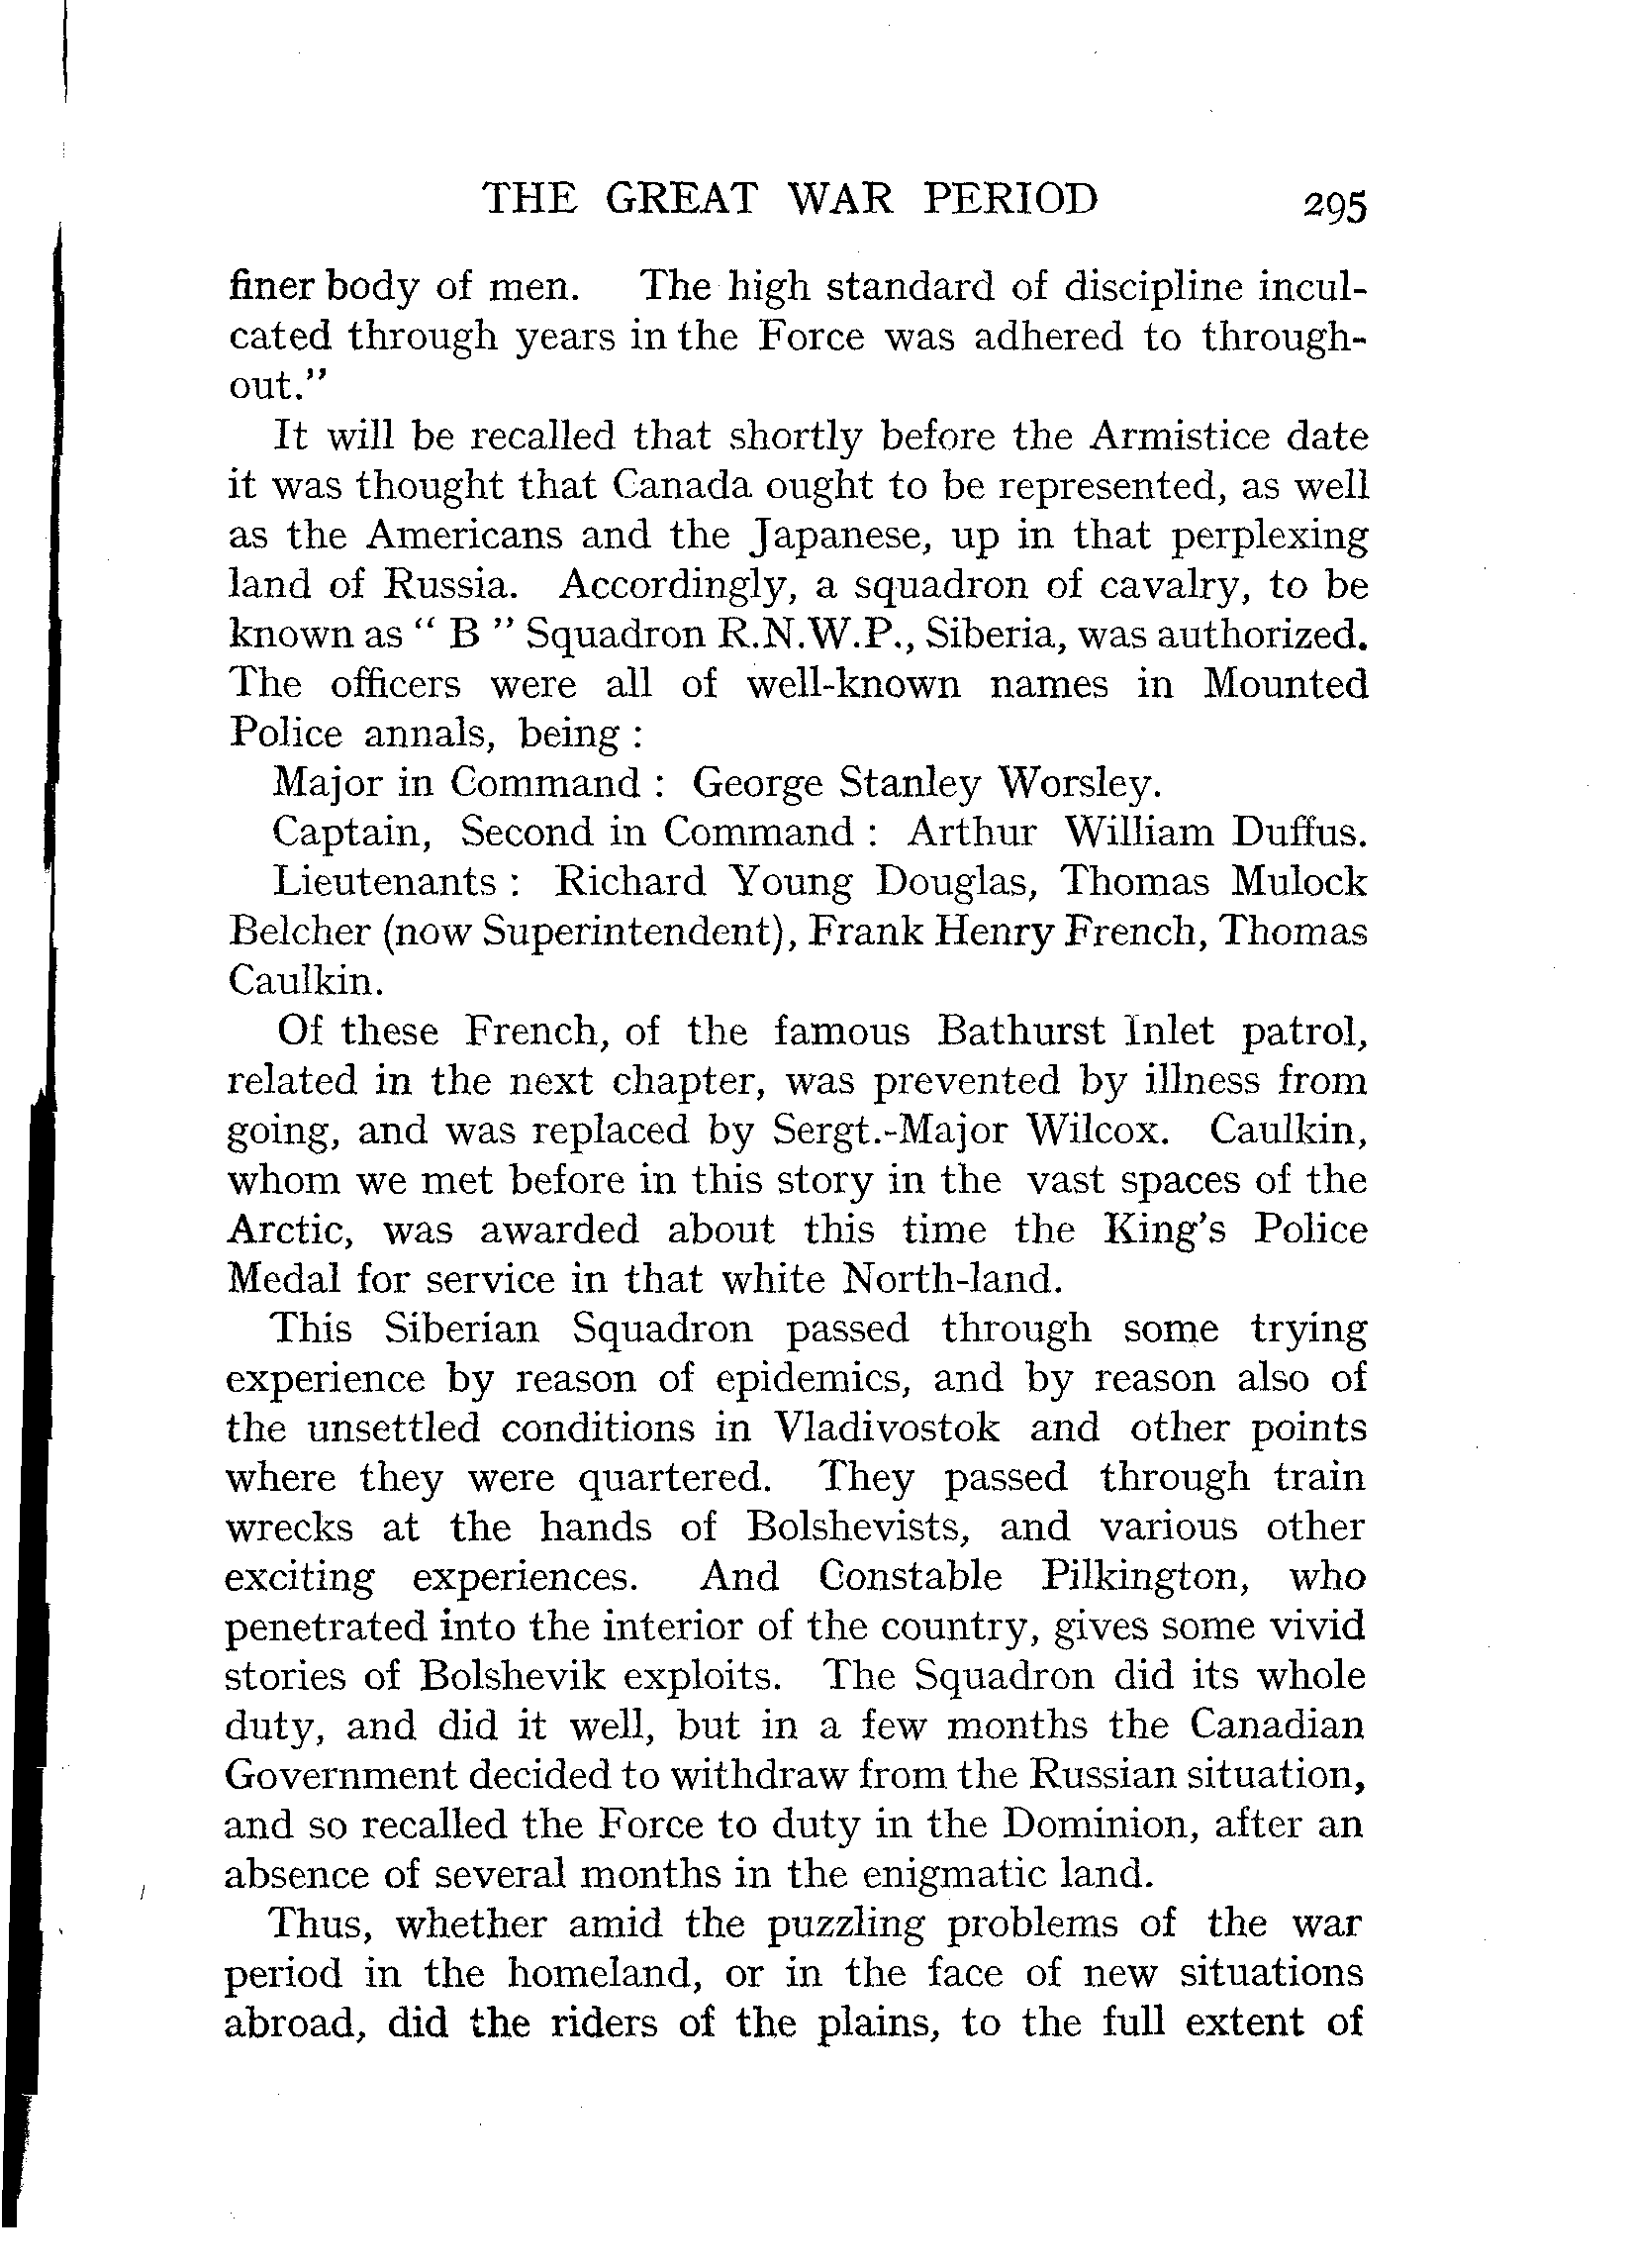 THE GREAT WAR PERIOD 295
finer body of men. The high standard of discipline incul-
cated through years in the Force was adhered to through-
out.”
It will be recalled that shortly before the Armistice date
it was thought that Canada ought to be represented, as well
as the Americans and the Japanese, up in that perplexing
land of Russia. Accordingly, a squadron of cavalry, to be
known as “ B ” Squadron R.N.W.P., Siberia, was authorized.
The officers were all of well-known names in Mounted
Police annals, being :
Major in Command : George Stanley Worsley.
Captain, Second in Command : Arthur William Duffus.
Lieutenants : Richard Young Douglas, Thomas Mulock
Belcher (now Superintendent), Frank Henry French, Thomas
Caulkin.
Of these French, of the famous Bathurst Inlet patrol,
related in the next chapter, was prevented by illness from
going, and was replaced by Sergt.-Major Wilcox. Caulkin,
whom we met before in this story in the vast spaces of the
Arctic, was awarded about this time the King’s Police
Medal for service in that white North-land.
This Siberian Squadron passed through some trying
experience by reason of epidemics, and by reason also of
the unsettled conditions in Vladivostok and other points
where they were quartered. They passed through train
wrecks at the hands of Bolshevists, and various other
exciting experiences. And Constable Pilkington, who
penetrated into the interior of the country, gives some vivid
stories of Bolshevik exploits. The Squadron did its whole
duty, and did it well, but in a few months the Canadian
Government decided to withdraw from the Russian situation,
and so recalled the Force to duty in the Dominion, after an
absence of several months in the enigmatic land.
Thus, whether amid the puzzling problems of the war
period in the homeland, or in the face of new situations
abroad, did the riders of the plains, to the full extent of